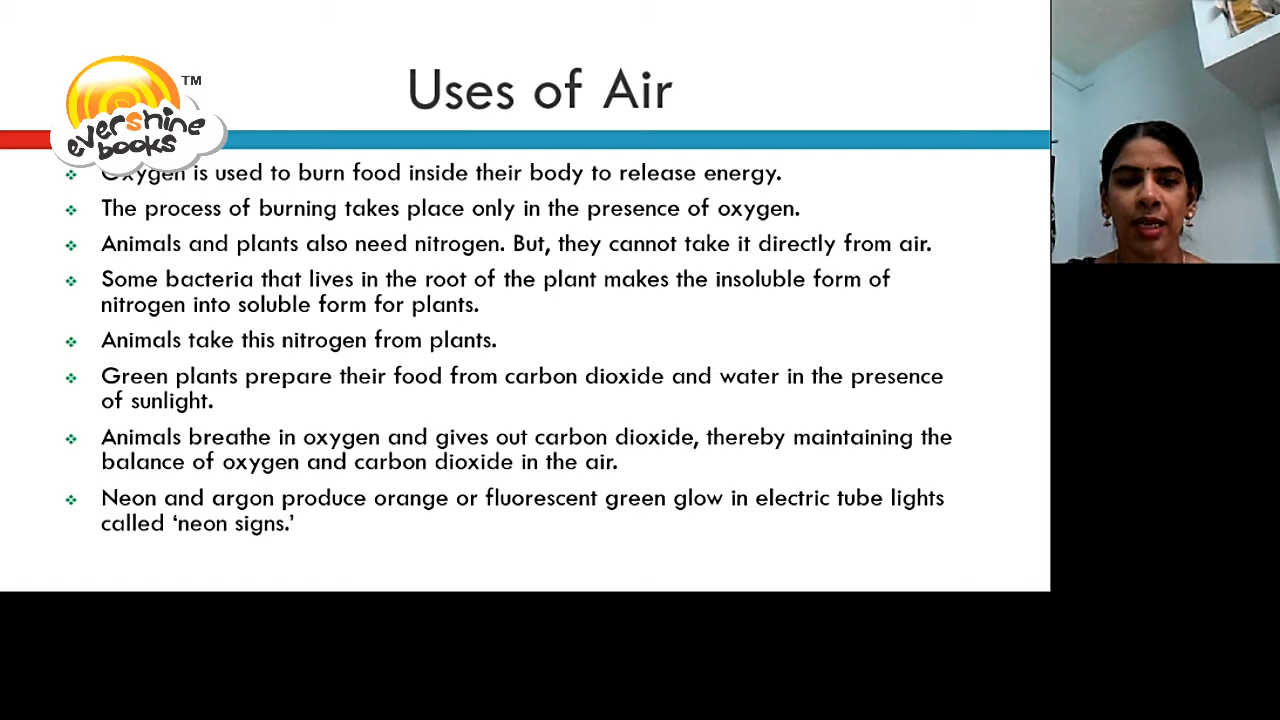 Uses of Air
TM
evershine
books
Oxygen is used to burn food inside their body to release energy.
The process of burning takes place only in the presence of oxygen.
Animals and plants also need nitrogen. But, they cannot take it directly from air.
Some bacteria that lives in the root of the plant makes the insoluble form of
nitrogen into soluble form for plants.
Animals take this nitrogen from plants.
Green plants prepare their food from carbon dioxide and water in the presence
of sunlight.
Animals breathe in oxygen and gives out carbon dioxide, thereby maintaining the
balance of oxygen and carbon dioxide in the air.
Neon and argon produce orange or fluorescent green glow in electric tube lights
called ‘neon signs.’